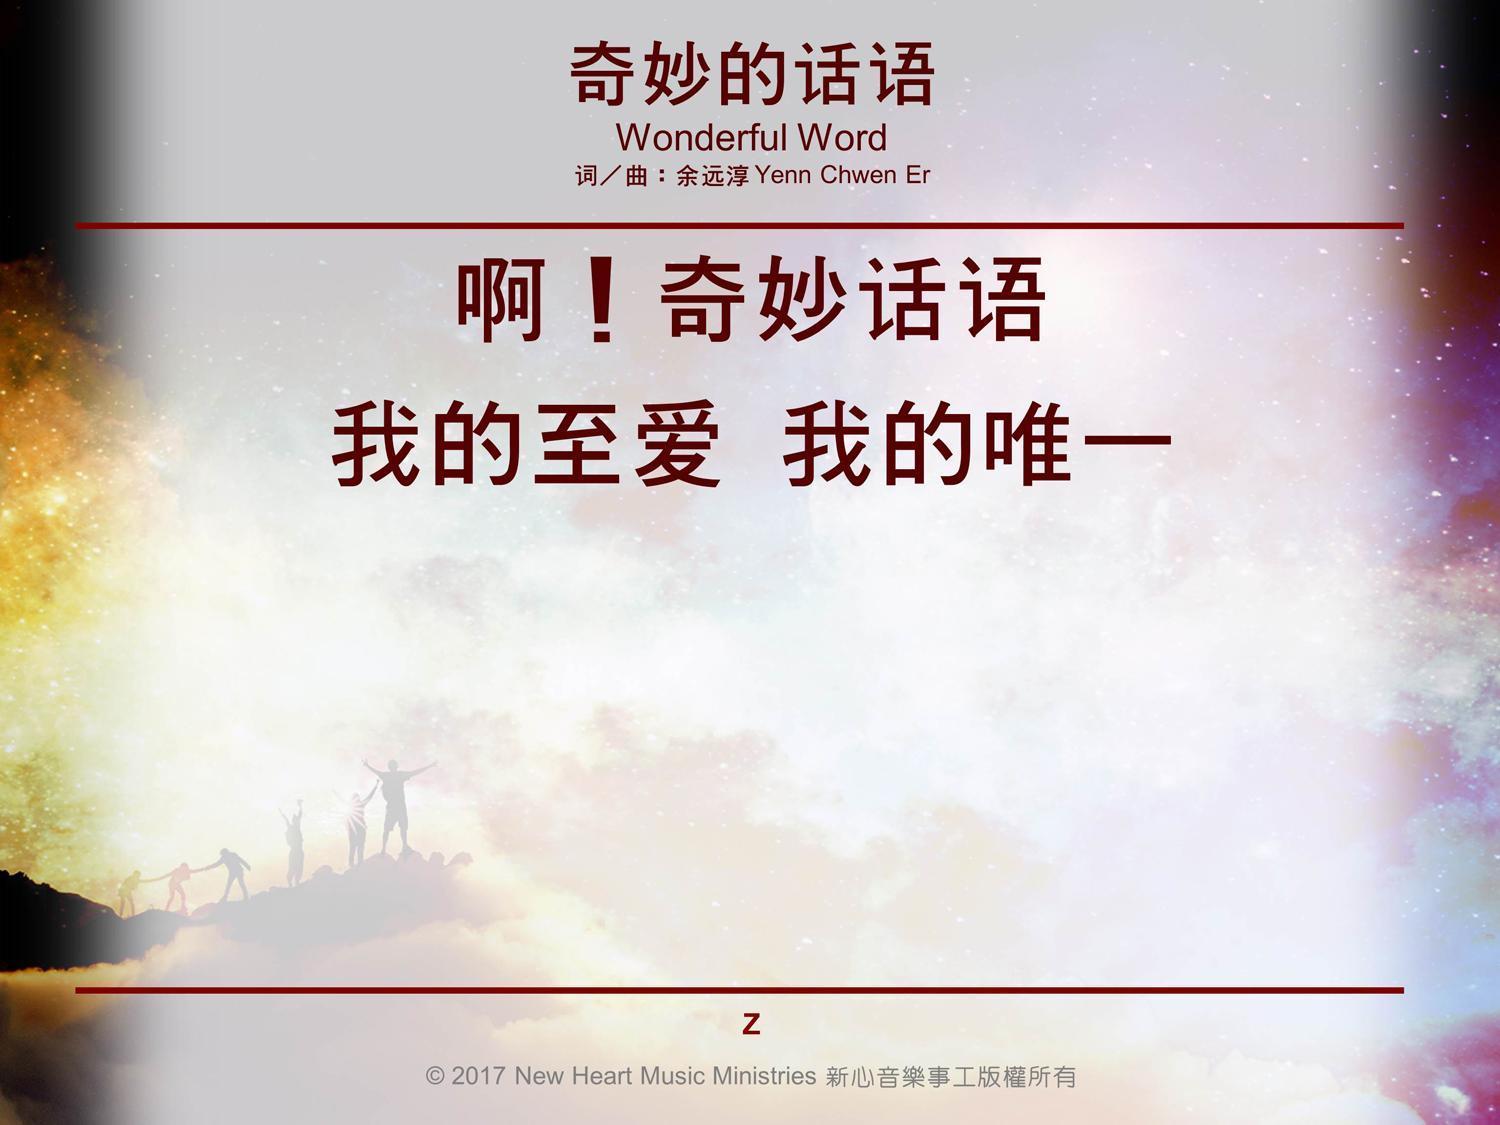 奇妙的话语
Wonderful Word
词／曲：余远淳 Yenn Chwen Er
啊！奇妙话语
我的至爱 我的唯一
z
© 2017 New Heart Music Ministries 新心音樂事工版權所有